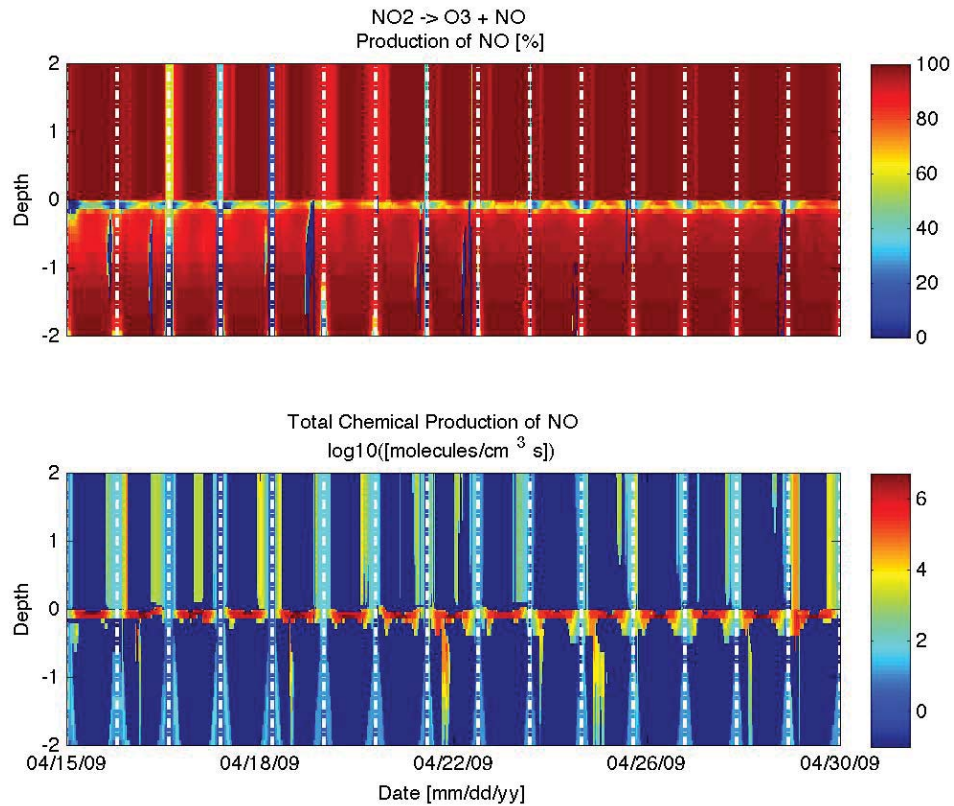 NO2 -> O3 + NO
Production of NO [%]
2
1
0
-1
-2
Depth
100
80
60
40
20
0
Total Chemical Production of NO
log10([molecules/cm ³ s])
2
1
0
-1
-2
Depth
6
4
2
0
04/15/09 04/18/09 04/22/09 04/26/09 04/30/09
Date [mm/dd/yy]